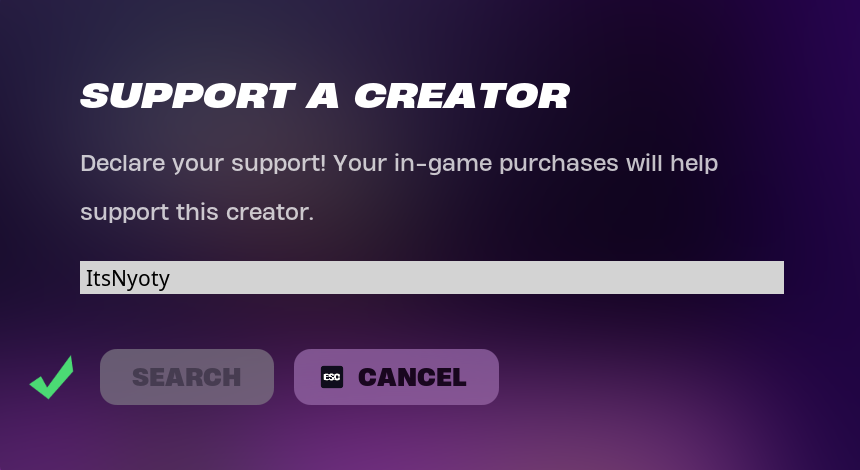 SUPPORT A CREATOR
Declare your support! Your in-game purchases will help
support this creator.
ItsNyoty
SEARCH
ESC CANCEL